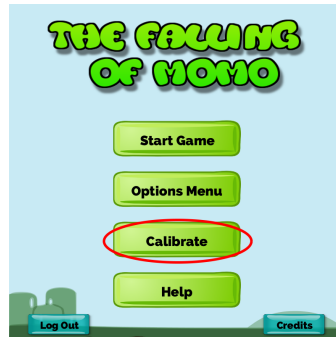 THE FALLING
OF MOMO
Start Game
Options Menu
Calibrate
Help
Log Out
Credits